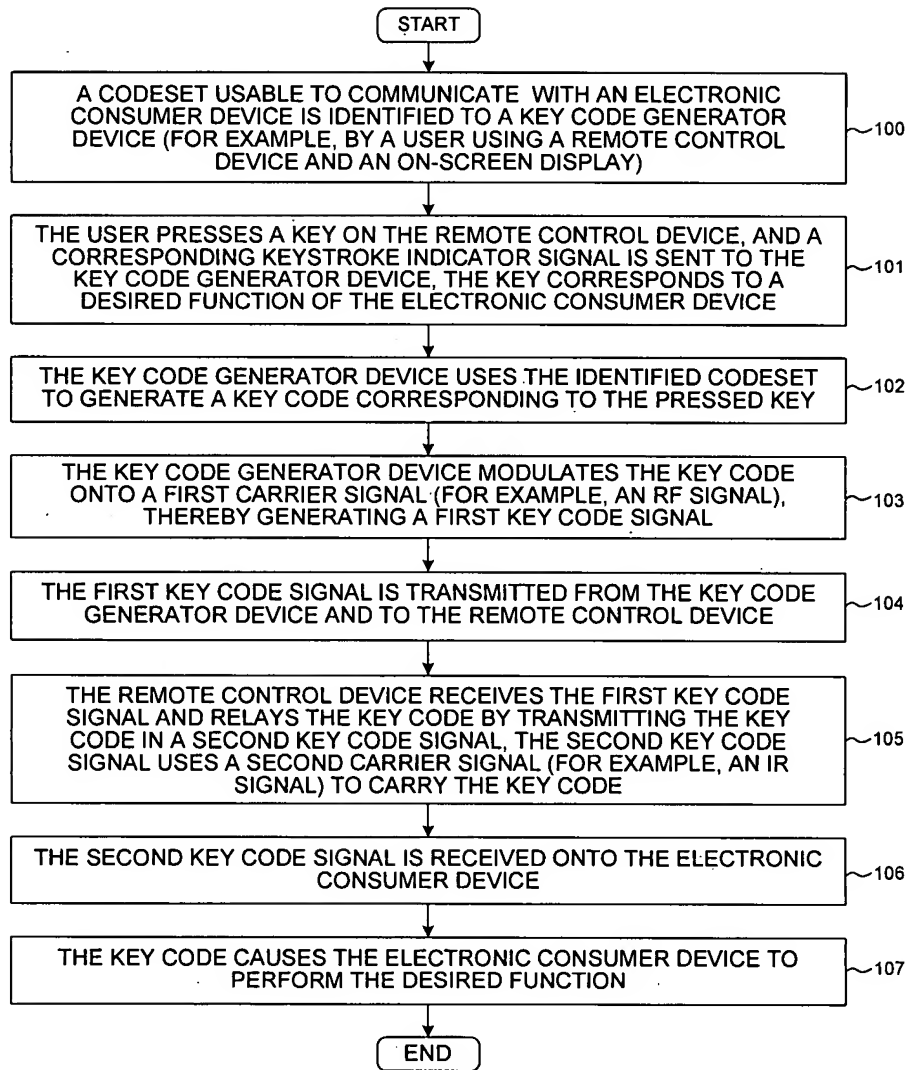 START
A CODESET USABLE TO COMMUNICATE WITH AN ELECTRONIC
CONSUMER DEVICE IS IDENTIFIED TO A KEY CODE GENERATOR
DEVICE (FOR EXAMPLE, BY A USER USING A REMOTE CONTROL
DEVICE AND AN ON-SCREEN DISPLAY)
100
THE USER PRESSES A KEY ON THE REMOTE CONTROL DEVICE, AND A
CORRESPONDING KEYSTROKE INDICATOR SIGNAL IS SENT TO THE
KEY CODE GENERATOR DEVICE, THE KEY CORRESPONDS TO A
DESIRED FUNCTION OF THE ELECTRONIC CONSUMER DEVICE
101
THE KEY CODE GENERATOR DEVICE USES THE IDENTIFIED CODESET
TO GENERATE A KEY CODE CORRESPONDING TO THE PRESSED KEY
102
THE KEY CODE GENERATOR DEVICE MODULATES THE KEY CODE
ONTO A FIRST CARRIER SIGNAL (FOR EXAMPLE, AN RF SIGNAL),
THEREBY GENERATING A FIRST KEY CODE SIGNAL
103
THE FIRST KEY CODE SIGNAL IS TRANSMITTED FROM THE KEY CODE
GENERATOR DEVICE AND TO THE REMOTE CONTROL DEVICE
104
THE REMOTE CONTROL DEVICE RECEIVES THE FIRST KEY CODE
SIGNAL AND RELAYS THE KEY CODE BY TRANSMITTING THE KEY
CODE IN A SECOND KEY CODE SIGNAL, THE SECOND KEY CODE
SIGNAL USES A SECOND CARRIER SIGNAL (FOR EXAMPLE, AN IR
SIGNAL) TO CARRY THE KEY CODE
105
THE SECOND KEY CODE SIGNAL IS RECEIVED ONTO THE ELECTRONIC
CONSUMER DEVICE
106
THE KEY CODE CAUSES THE ELECTRONIC CONSUMER DEVICE TO
PERFORM THE DESIRED FUNCTION
107
END